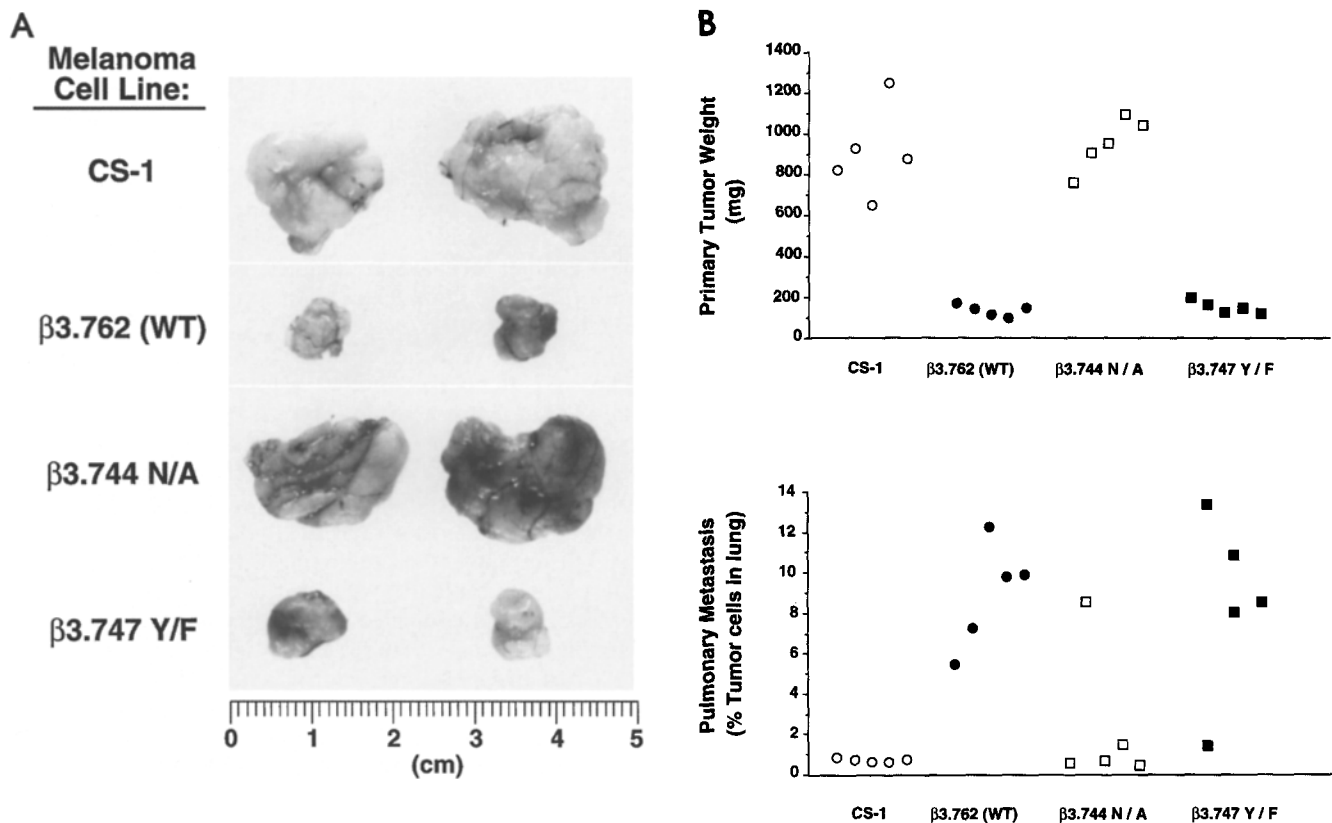 A
Melanoma
Cell Line:
CS-1
β3.762 (WT)
β3.744 N/A
β3.747 Y/F
0 1 2 3 4 5
(cm)
B
Primary Tumor Weight
(mg)
1400
1200
1000
800
600
400
200
0
CS-1 β3.762 (WT) β3.744 N / A β3.747 Y / F
Pulmonary Metastasis
(% Tumor cells in lung)
14
12
10
8
6
4
2
0
CS-1 β3.762 (WT) β3.744 N / A β3.747 Y / F